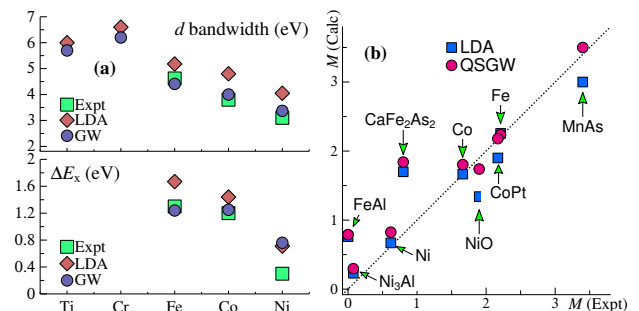 d bandwidth (eV)
(a)
7
6
5
4
3
Expt
LDA
GW
ΔEx (eV)
1.6
1.2
0.8
0.4
0.0
Expt
LDA
GW
Ti Cr Fe Co Ni
M (Calc)
(b)
LDA
QSGW
3
2
1
0
Fe
CaFe₂As₂
Co
MnAs
CoPt
FeAl
NiO
Ni
Ni₃Al
0 1 2 3 M (Expt)